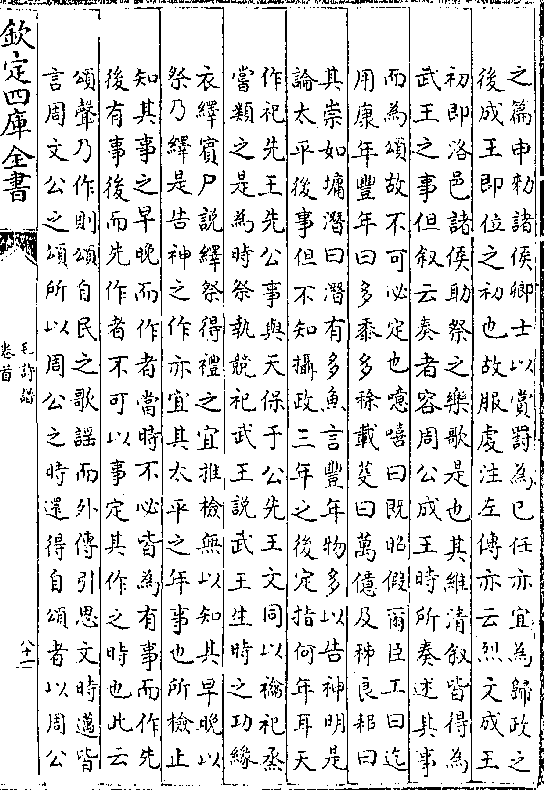 之篇申勑諸侯卿士以賞罰為已任亦宜為歸政之
後成王即位之初也故服虔注左傳亦云烈文成王
初即洛邑諸侯助祭之樂歌是也其維清叙皆得為
武王之事但叙云奏者容周公成王時所奏述其事
而為頌故不可必定也噫嘻曰既昭假爾臣工曰迄
用康年豐年曰多黍多稌載芟曰萬億及秭良耜曰
其崇如墉潛曰潛有多魚言豐年物多以告神明是
論太平後事但不知攝政三年之後定指何年耳天
作祀先王先公事與天保于公先王文同以禴祀烝
嘗類之是為時祭執競祀武王說武王生時之功緣
衣繹賓尸說繹祭得禮之宜推檢無以知其早晚以
祭乃繹是告神之作亦宜其太平之年事也所檢止
知其事之早晚而作者當時不必皆為有事而作先
後有事後而先作者不可以事定其作之時也此云
頌聲乃作則頌自民之歌謡而外傳引思文時邁皆
言周文公之頌所以周公之時還得自頌者以周公
欽定四庫全書
毛詩譜
卷首
八十一